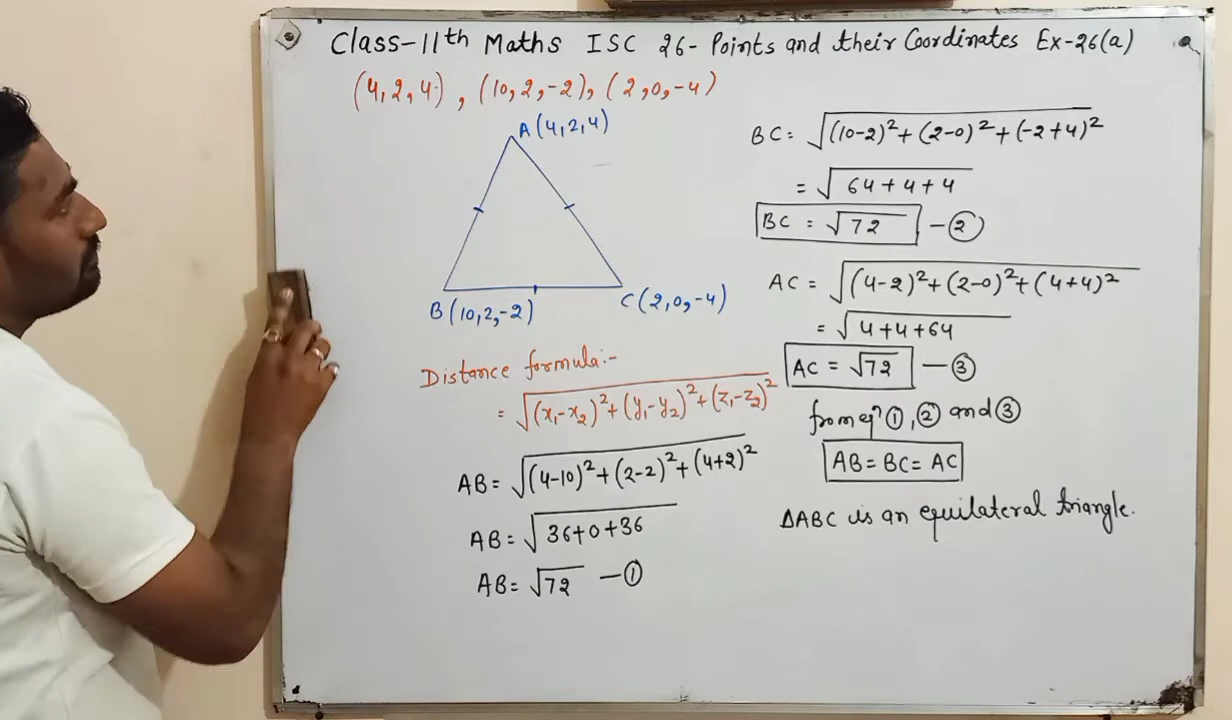 Class-11th Maths ISC 26- Points and their Coordinates Ex-26(a)
(4,2,4), (10,2,-2), (2,0,-4)
A(4,2,4)
B(10,2,-2)
C(2,0,-4)
Distance formula:-
= √(x₁-x₂)²+(y₁-y₂)²+(z₁-z₂)²
AB= √(4-10)²+(2-2)²+(4+2)²
AB= √36+0+36
AB= √72 —①
BC= √(10-2)²+(2-0)²+(-2+4)²
= √64+4+4
BC = √72 —②
AC= √(4-2)²+(2-0)²+(4+4)²
= √4+4+64
AC = √72 —③
from eqⁿ ①,② and ③
AB=BC=AC
ΔABC is an equilateral triangle.